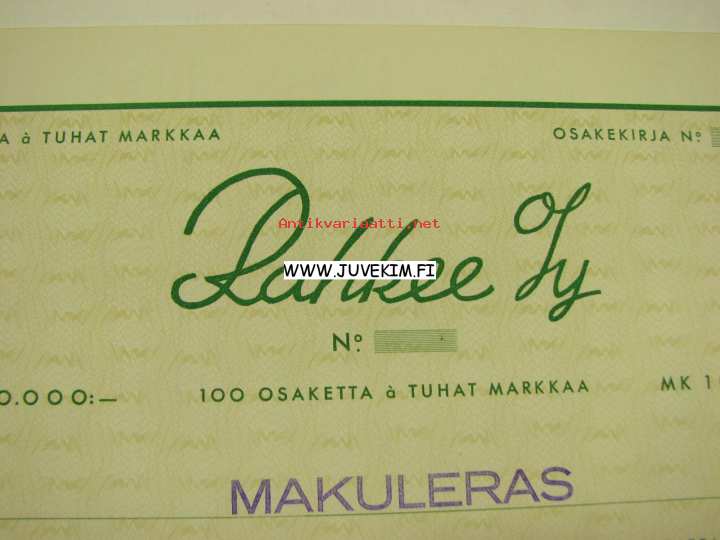 A à TUHAT MARKKAA
OSAKEKIRJA Nº
Antikvariaatti.net
Rahkee Oy
WWW.JUVEKIM.FI
Nº
0.000:—
100 OSAKETTA à TUHAT MARKKAA
MK 1
MAKULERAS